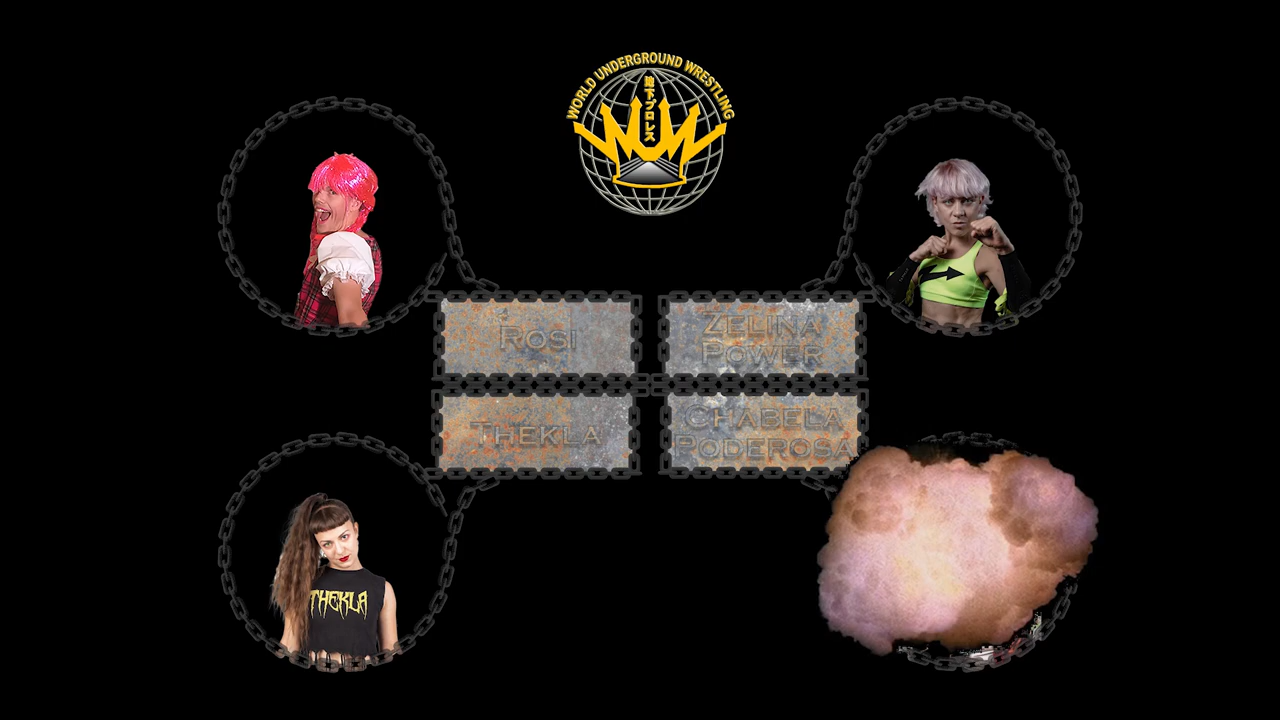 WORLD UNDERGROUND WRESTLING
地下プロレス
WUW
ROSI
ZELINA
POWER
THEKLA
CHABELA
PODEROSA
THEKLA